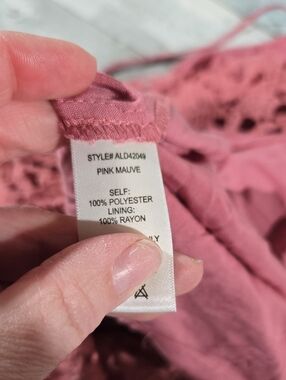 STYLE# ALD42049
PINK MAUVE
SELF:
100% POLYESTER
LINING:
100% RAYON